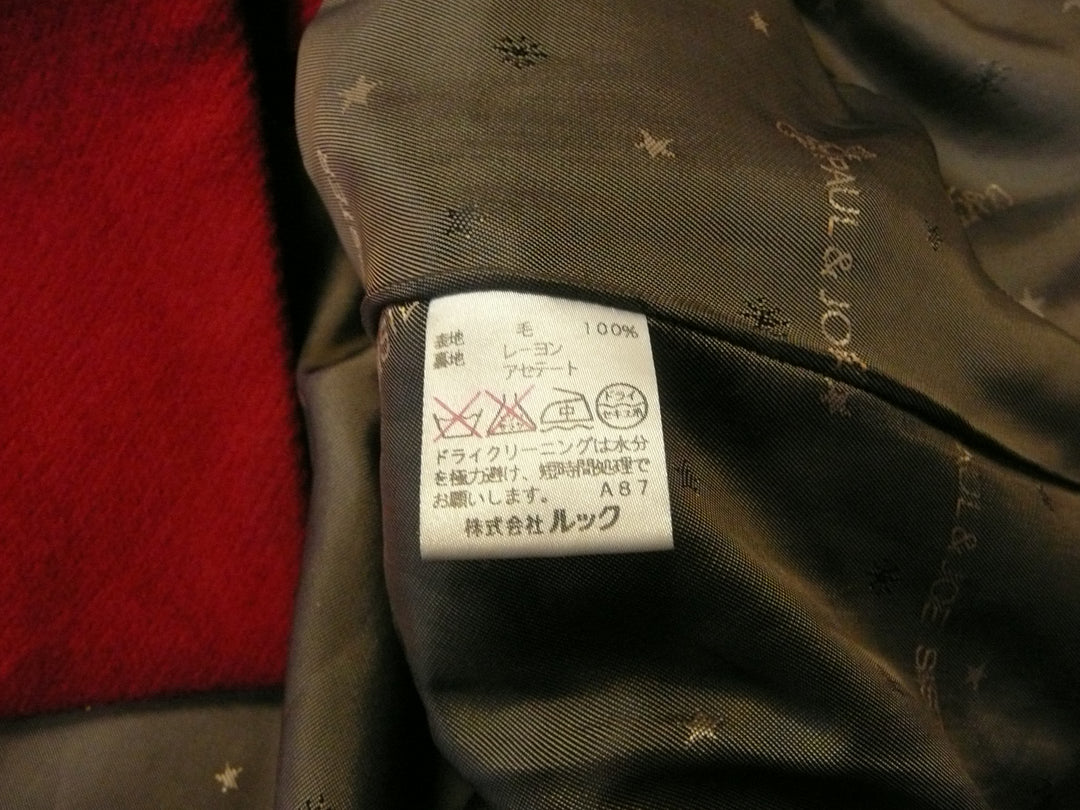 表地 毛 100%
裏地 レーヨン
アセテート
中 ドライ
セキユ系
ドライクリーニングは水分
を極力避け、短時間処理で
お願いします。 A87
株式会社 ルック
PAUL & JOE
PAUL & JOE SIS